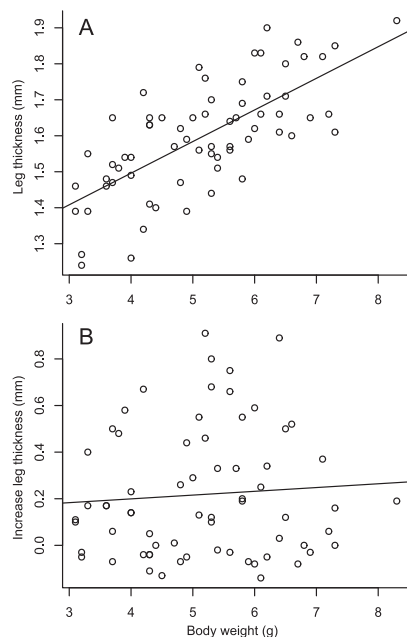 A
Leg thickness (mm)
1.9
1.8
1.7
1.6
1.5
1.4
1.3
3 4 5 6 7 8
B
Increase leg thickness (mm)
0.8
0.6
0.4
0.2
0.0
3 4 5 6 7 8
Body weight (g)